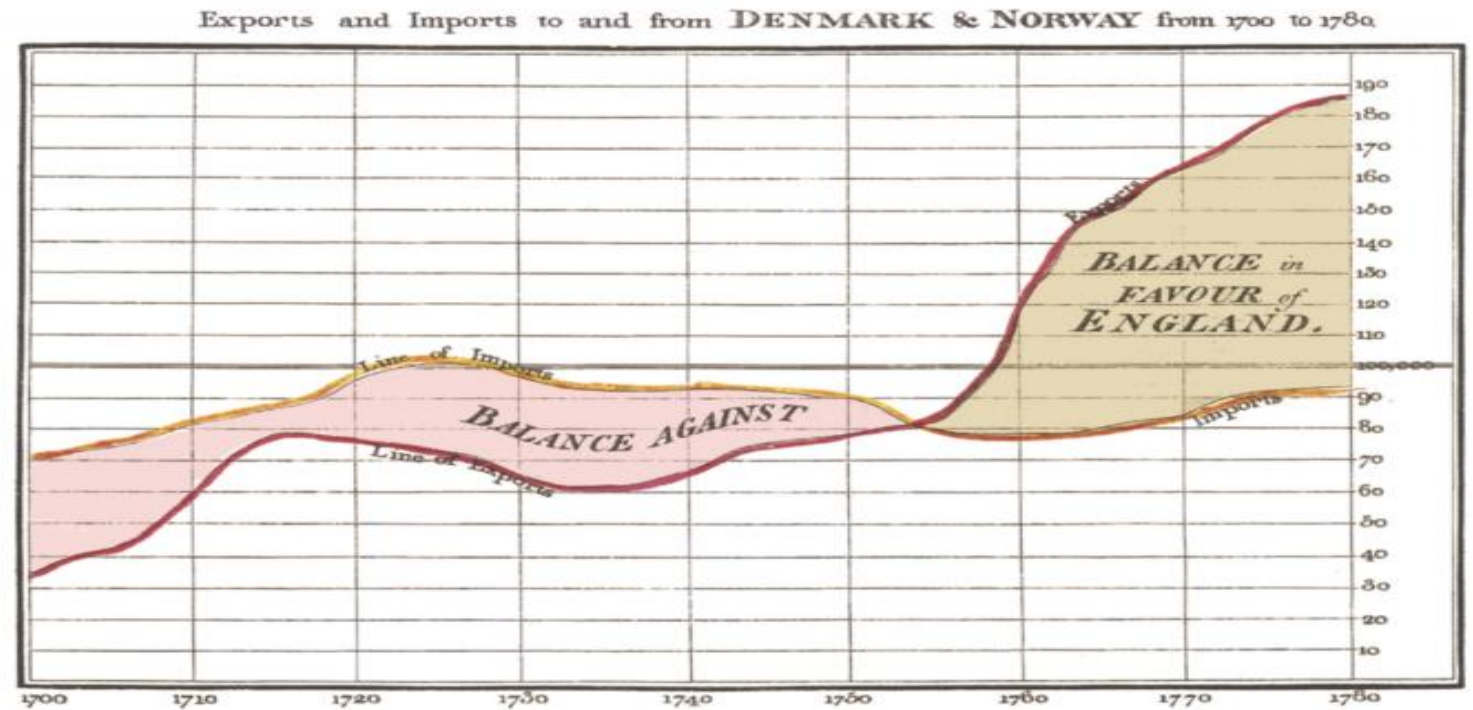 Exports and Imports to and from DENMARK & NORWAY from 1700 to 1780
190
180
170
160
Exports
150
140
BALANCE in
130
FAVOUR of
120
ENGLAND.
110
Line of Imports
100,000
90
Imports
BALANCE AGAINST
80
Line of Exports
70
60
50
40
30
20
10
1700 1710 1720 1730 1740 1750 1760 1770 1780